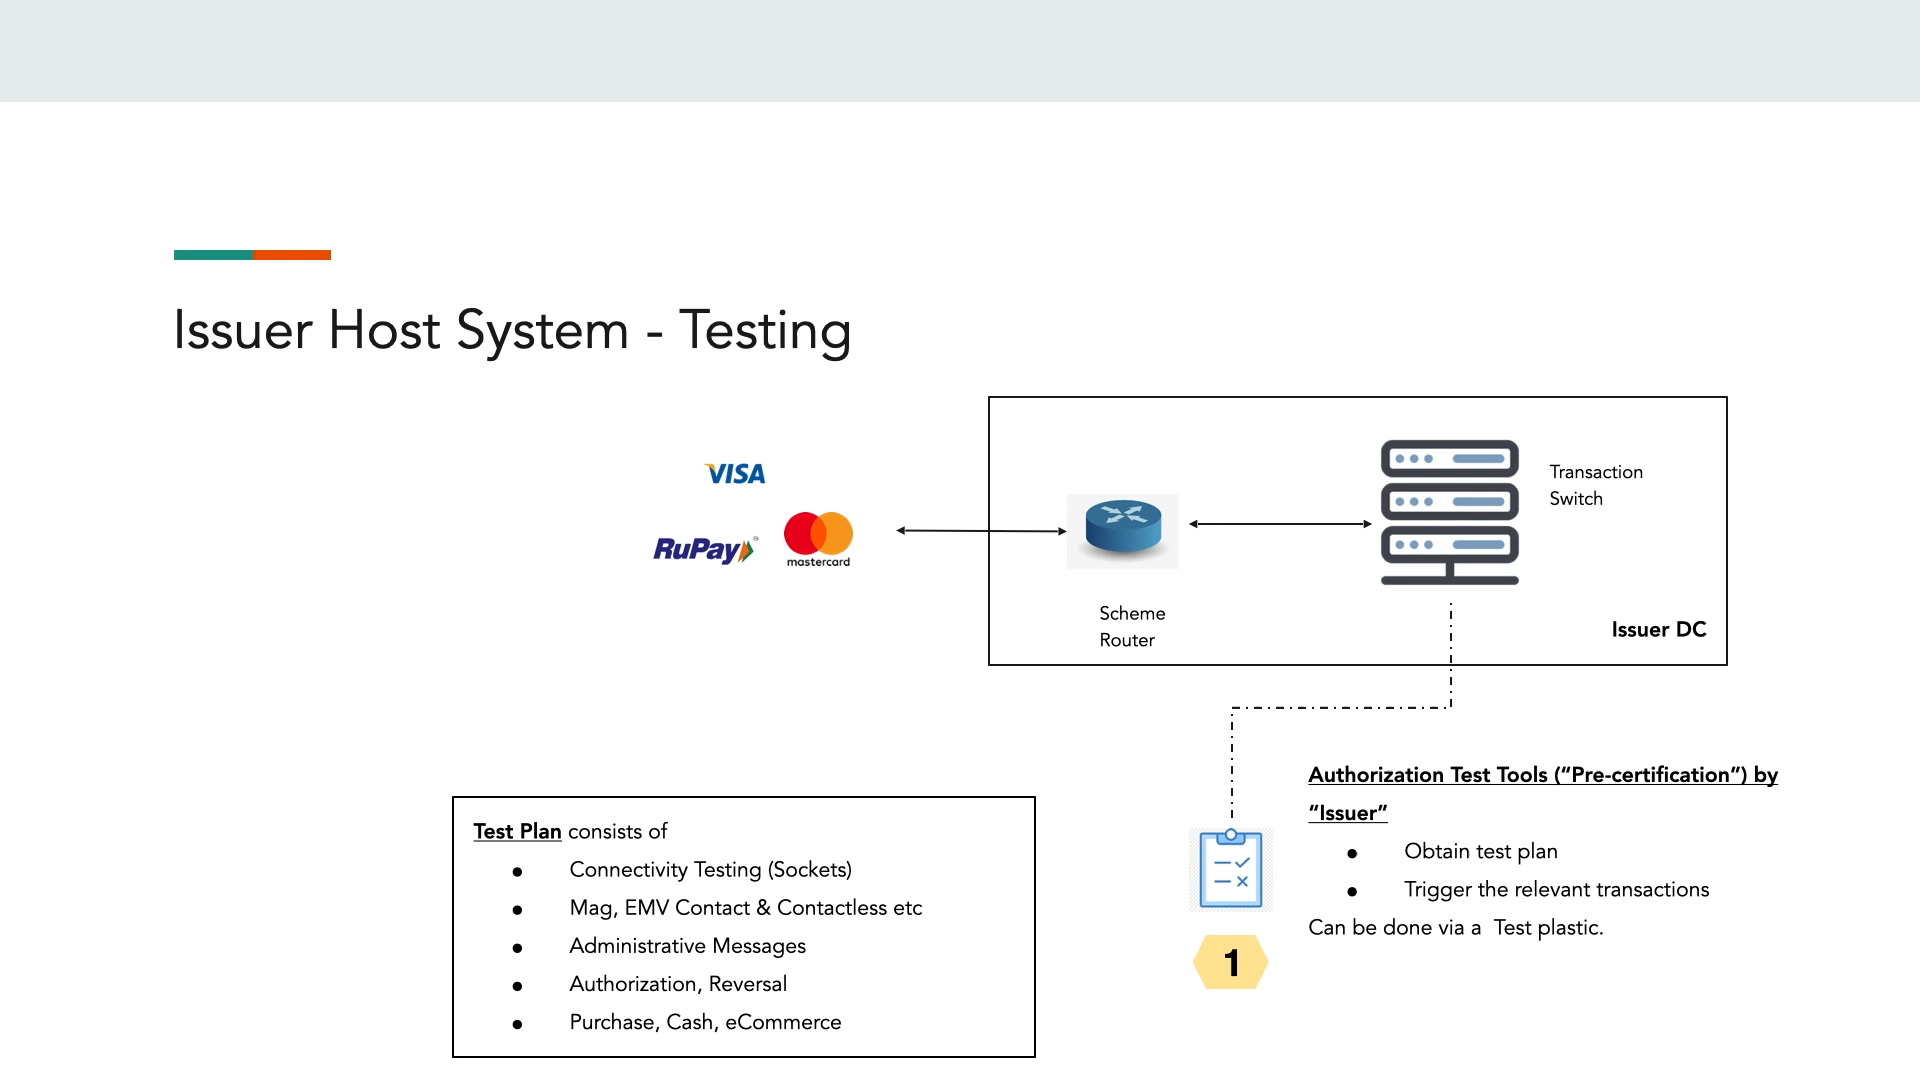 Issuer Host System - Testing
VISA
RuPay
mastercard
Scheme
Router
Transaction
Switch
Issuer DC
Test Plan consists of
● Connectivity Testing (Sockets)
● Mag, EMV Contact & Contactless etc
● Administrative Messages
● Authorization, Reversal
● Purchase, Cash, eCommerce
Authorization Test Tools (“Pre-certification”) by
“Issuer”
● Obtain test plan
● Trigger the relevant transactions
Can be done via a Test plastic.
1